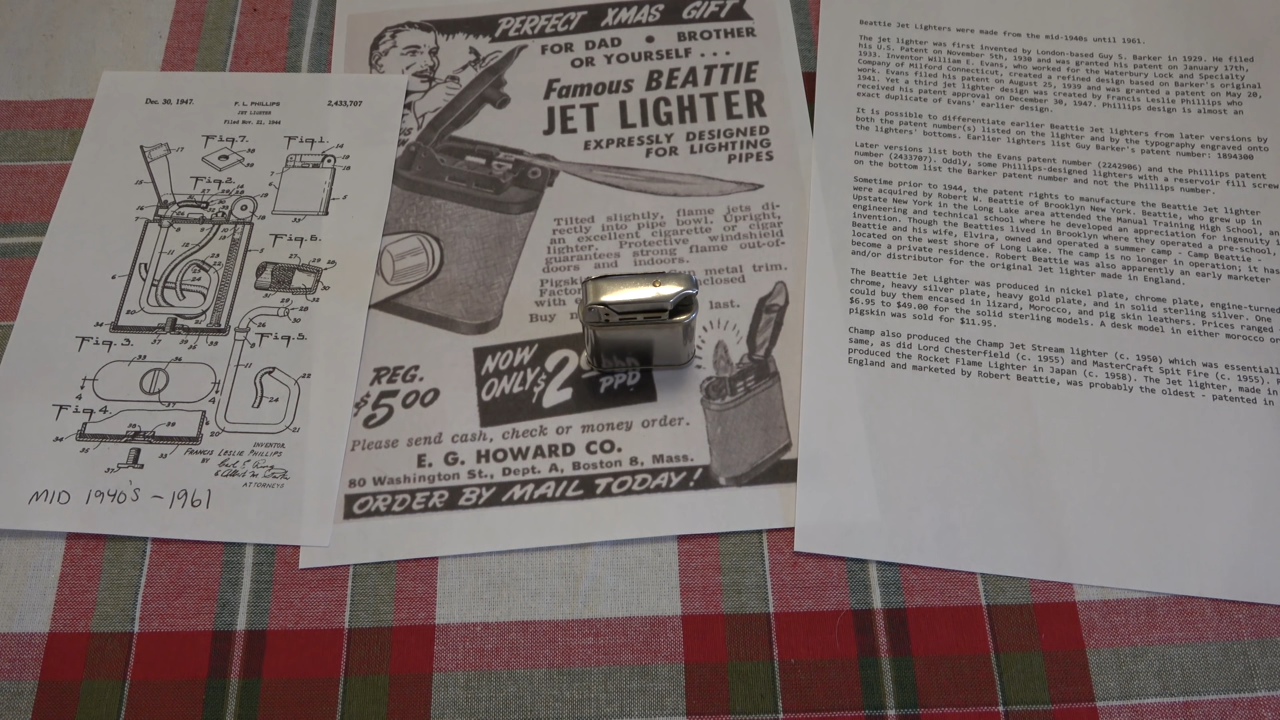 Dec. 30, 1947.
F. L. PHILLIPS
2,433,707
JET LIGHTER
Filed Nov. 22, 1944
Fig.7.
Fig.1.
Fig.2.
Fig.6.
Fig.3.
Fig.5.
Fig.4.
INVENTOR
FRANCIS LESLIE PHILLIPS
BY
ATTORNEYS
MID 1940'S - 1961
PERFECT XMAS GIFT
FOR DAD • BROTHER
OR YOURSELF . . .
Famous BEATTIE
JET LIGHTER
EXPRESSLY DESIGNED
FOR LIGHTING
PIPES
Tilted slightly, flame jets di-
rectly into pipe bowl. Upright,
an excellent cigarette or cigar
lighter. Protective windshield
guarantees strong flame out-of-
doors and indoors.
Pigsk metal trim.
Factor nclosed
with
Buy n last.
REG.
$5.00
NOW
ONLY $2
PPD
Please send cash, check or money order.
E. G. HOWARD CO.
80 Washington St., Dept. A, Boston 8, Mass.
ORDER BY MAIL TODAY!
Beattie Jet Lighters were made from the mid-1940s until 1961.
The jet lighter was first invented by London-based Guy S. Barker in 1929. He filed
his U.S. Patent on November 5th, 1930 and was granted his patent on January 17th,
1933. Inventor William E. Evans, who worked for the Waterbury Lock and Specialty
Company of Milford Connecticut, created a refined design based on Barker's original
work. Evans filed his patent on August 25, 1939 and was granted a patent on May 20,
1941. Yet a third jet lighter design was created by Francis Leslie Phillips who
received his patent approval on December 30, 1947. Phillips design is almost an
exact duplicate of Evans' earlier design.
It is possible to differentiate earlier Beattie Jet lighters from later versions by
both the patent number(s) listed on the lighter and by the typography engraved onto
the lighters' bottoms. Earlier lighters list Guy Barker's patent number: 1894300
Later versions list both the Evans patent number (2242906) and the Phillips patent
number (2433707). Oddly, some Phillips-designed lighters with a reservoir fill screw
on the bottom list the Barker patent number and not the Phillips number.
Sometime prior to 1944, the patent rights to manufacture the Beattie Jet lighter
were acquired by Robert W. Beattie of Brooklyn New York. Beattie, who grew up in
Upstate New York in the Long Lake area attended the Manual Training High School, an
engineering and technical school where he developed an appreciation for ingenuity
invention. Though the Beatties lived in Brooklyn where they operated a pre-school,
Beattie and his wife, Elvira, owned and operated a summer camp - Camp Beattie -
located on the west shore of Long Lake. The camp is no longer in operation; it has
become a private residence. Robert Beattie was also apparently an early marketer
and/or distributor for the original Jet lighter made in England.
The Beattie Jet Lighter was produced in nickel plate, chrome plate, engine-turned
chrome, heavy silver plate, heavy gold plate, and in solid sterling silver. One
could buy them encased in lizard, Morocco, and pig skin leathers. Prices ranged
$6.95 to $49.00 for the solid sterling models. A desk model in either morocco or
pigskin was sold for $11.95.
Champ also produced the Champ Jet Stream lighter (c. 1950) which was essentiall
same, as did Lord Chesterfield (c. 1955) and MasterCraft Spit Fire (c. 1955).
produced the Rocket Flame Lighter in Japan (c. 1958). The Jet lighter, made in
England and marketed by Robert Beattie, was probably the oldest - patented in